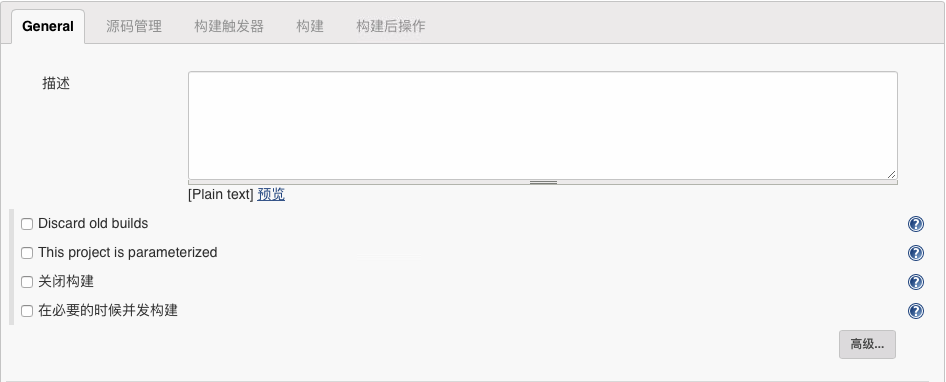 General 源码管理 构建触发器 构建 构建后操作
描述
[Plain text] 预览
Discard old builds
This project is parameterized
关闭构建
在必要的时候并发构建
高级...